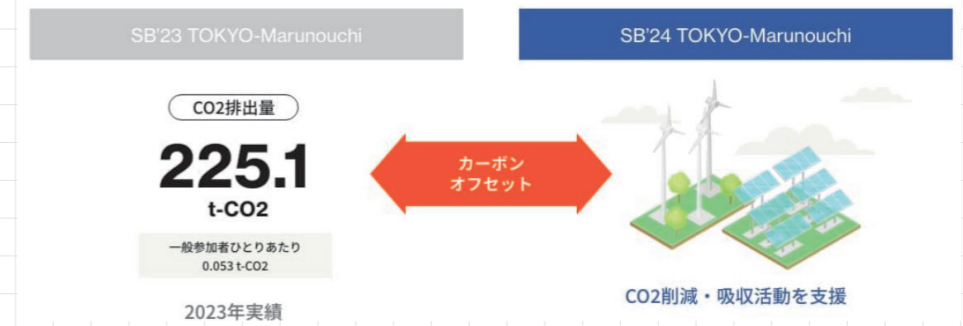 SB'23 TOKYO-Marunouchi
SB'24 TOKYO-Marunouchi
CO2排出量
225.1
t-CO2
一般参加者ひとりあたり
0.053 t-CO2
2023年実績
カーボン
オフセット
CO2削減・吸収活動を支援